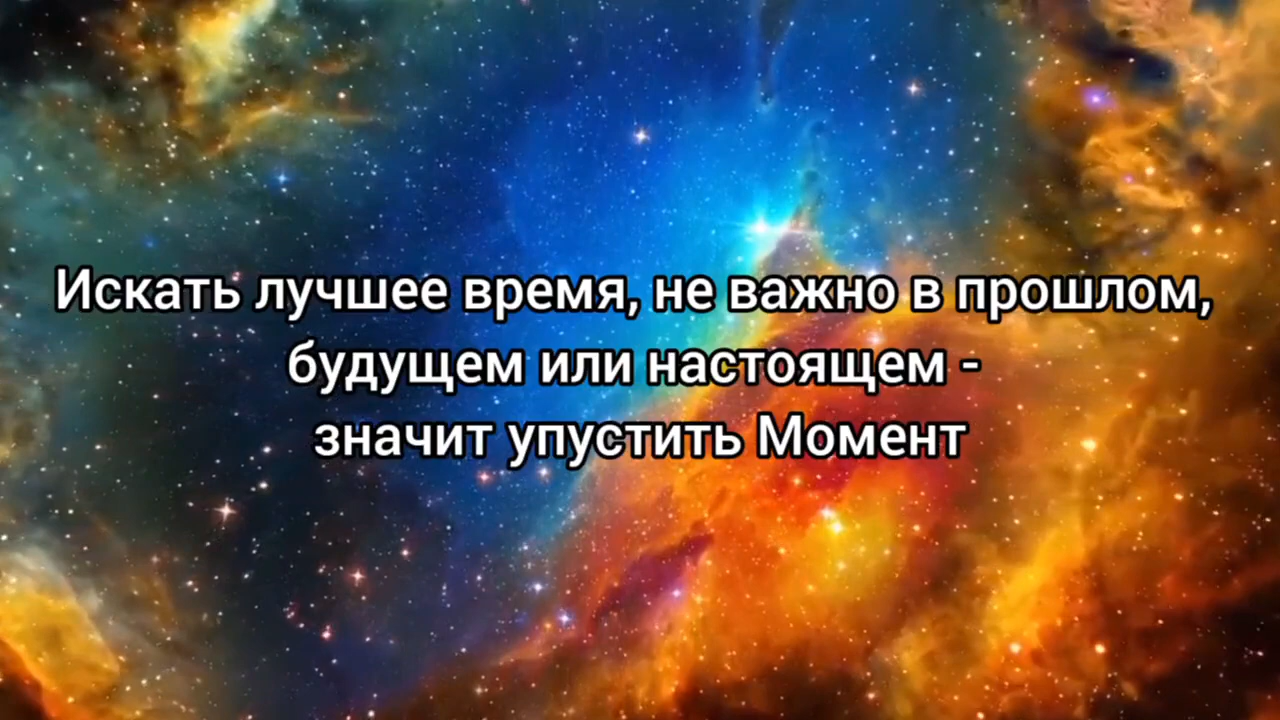 Искать лучшее время, не важно в прошлом,
будущем или настоящем -
значит упустить Момент